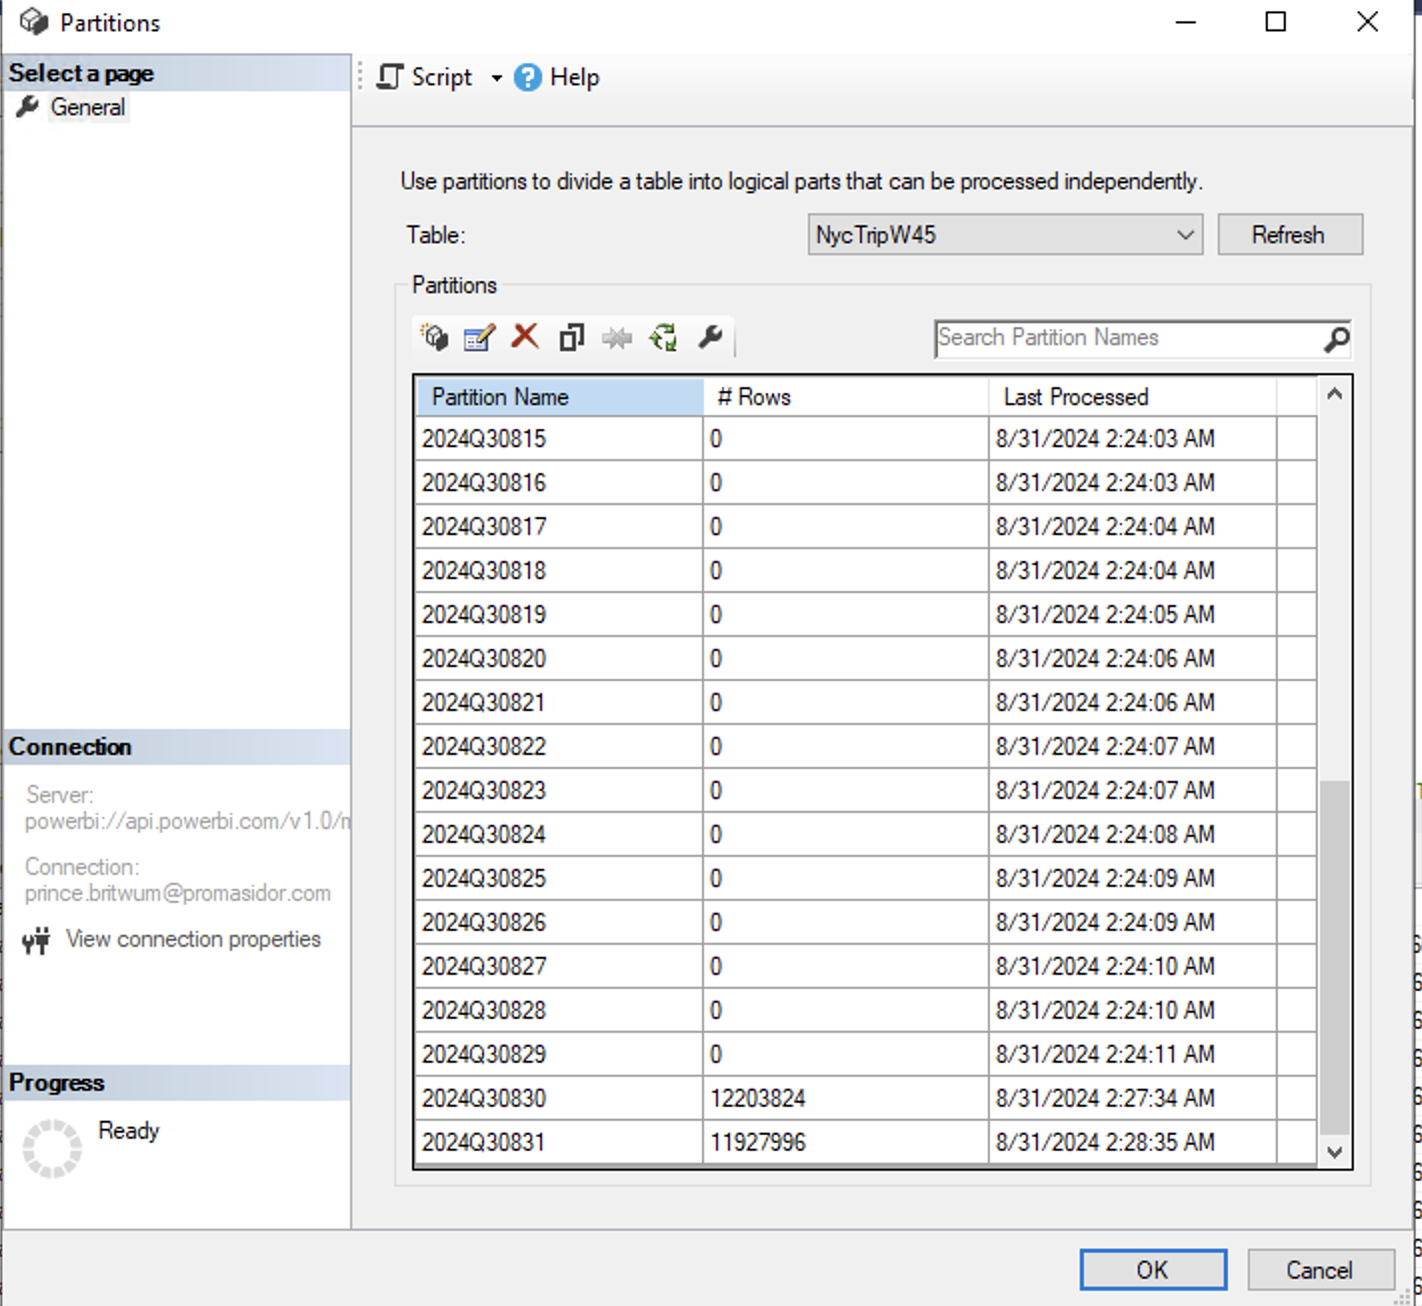 Partitions
Select a page
General
Script
Help
Use partitions to divide a table into logical parts that can be processed independently.
Table:
NycTripW45
Refresh
Partitions
Search Partition Names
Partition Name # Rows Last Processed
2024Q30815 0 8/31/2024 2:24:03 AM
2024Q30816 0 8/31/2024 2:24:03 AM
2024Q30817 0 8/31/2024 2:24:04 AM
2024Q30818 0 8/31/2024 2:24:04 AM
2024Q30819 0 8/31/2024 2:24:05 AM
2024Q30820 0 8/31/2024 2:24:06 AM
2024Q30821 0 8/31/2024 2:24:06 AM
2024Q30822 0 8/31/2024 2:24:07 AM
2024Q30823 0 8/31/2024 2:24:07 AM
2024Q30824 0 8/31/2024 2:24:08 AM
2024Q30825 0 8/31/2024 2:24:09 AM
2024Q30826 0 8/31/2024 2:24:09 AM
2024Q30827 0 8/31/2024 2:24:10 AM
2024Q30828 0 8/31/2024 2:24:10 AM
2024Q30829 0 8/31/2024 2:24:11 AM
2024Q30830 12203824 8/31/2024 2:27:34 AM
2024Q30831 11927996 8/31/2024 2:28:35 AM
Connection
Server:
powerbi://api.powerbi.com/v1.0/
Connection:
prince.britwum@promasidor.com
View connection properties
Progress
Ready
OK
Cancel